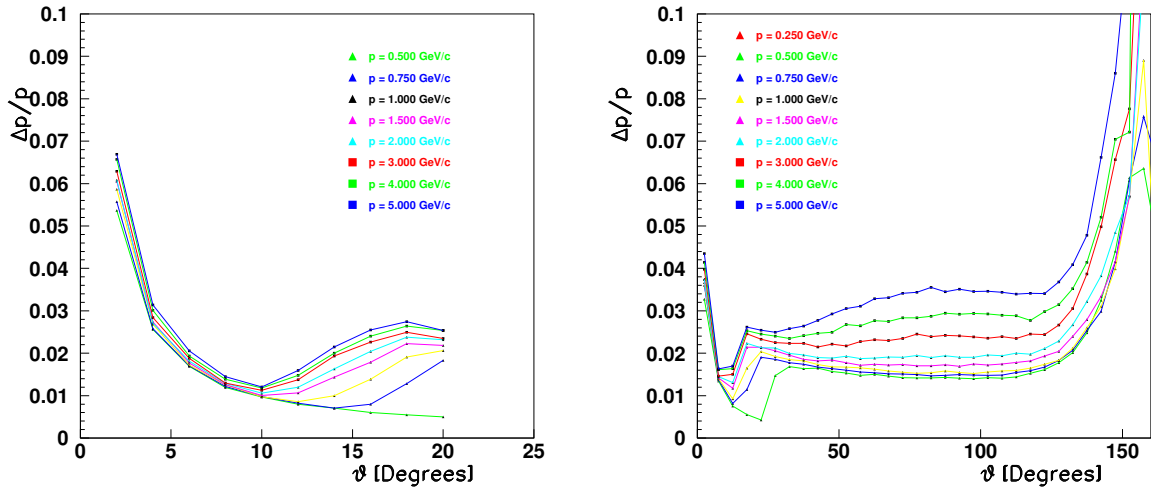 Δp/p
0.1
0.09
0.08
0.07
0.06
0.05
0.04
0.03
0.02
0.01
0
0 5 10 15 20 25
ϑ [Degrees]
p = 0.500 GeV/c
p = 0.750 GeV/c
p = 1.000 GeV/c
p = 1.500 GeV/c
p = 2.000 GeV/c
p = 3.000 GeV/c
p = 4.000 GeV/c
p = 5.000 GeV/c
Δp/p
0.1
0.09
0.08
0.07
0.06
0.05
0.04
0.03
0.02
0.01
0
0 50 100 150
ϑ [Degrees]
p = 0.250 GeV/c
p = 0.500 GeV/c
p = 0.750 GeV/c
p = 1.000 GeV/c
p = 1.500 GeV/c
p = 2.000 GeV/c
p = 3.000 GeV/c
p = 4.000 GeV/c
p = 5.000 GeV/c